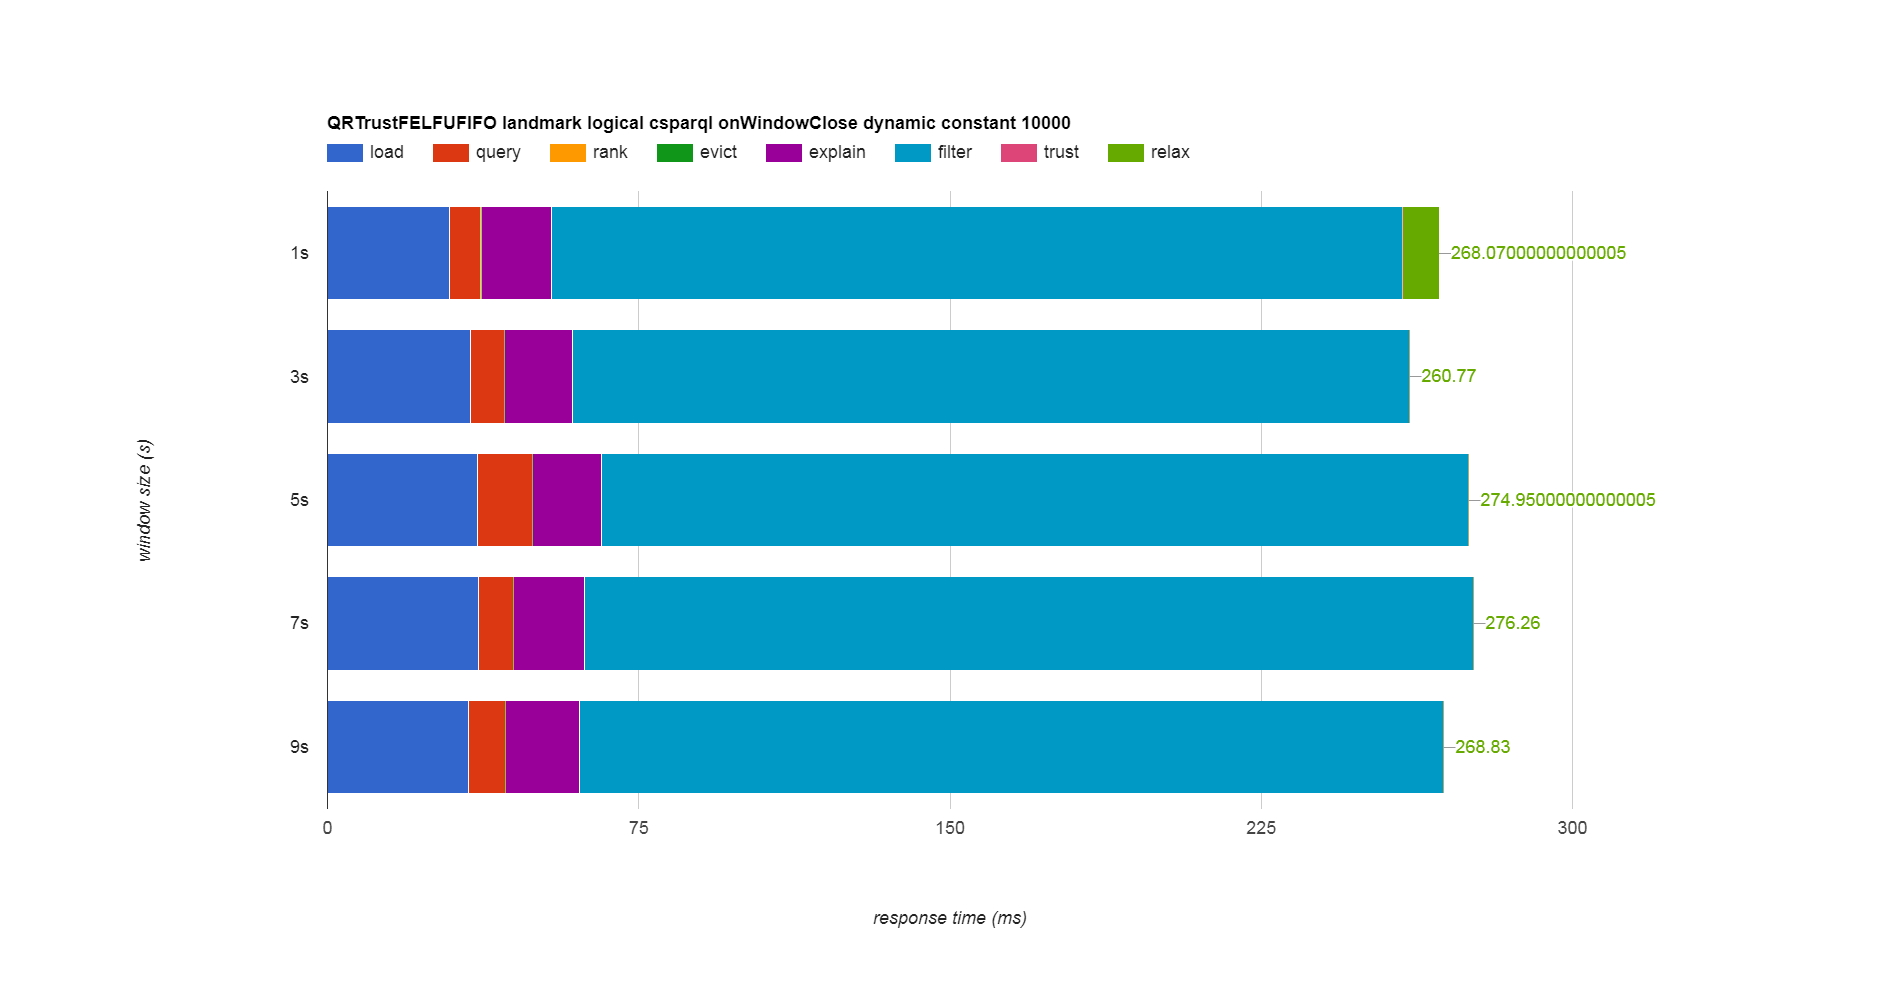 QRTrustFELFUFIFO landmark logical csparql onWindowClose dynamic constant 10000
load query rank evict explain filter trust relax
1s 268.07000000000005
3s 260.77
5s 274.95000000000005
7s 276.26
9s 268.83
window size (s)
0 75 150 225 300
response time (ms)